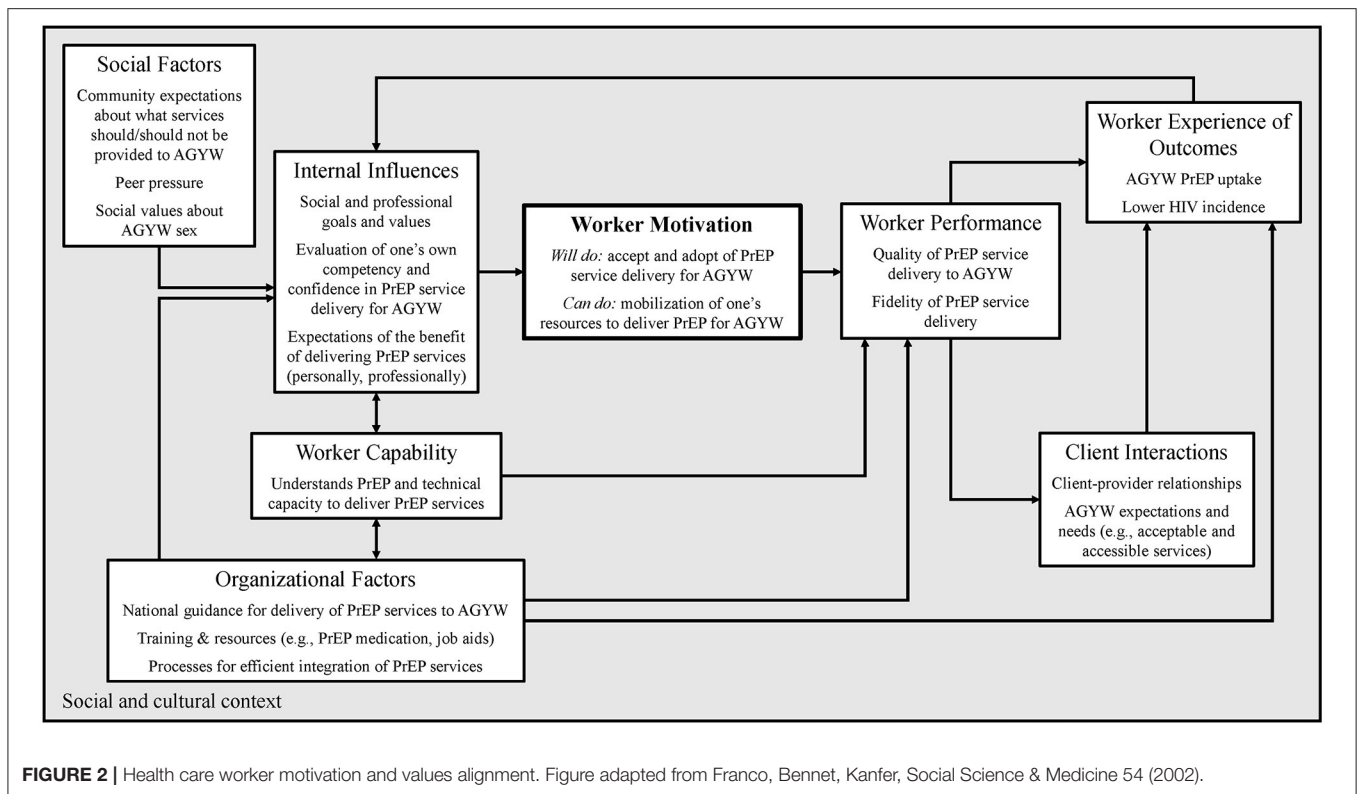 Social Factors
Community expectations
about what services
should/should not be
provided to AGYW
Peer pressure
Social values about
AGYW sex
Internal Influences
Social and professional
goals and values
Evaluation of one's own
competency and
confidence in PrEP service
delivery for AGYW
Expectations of the benefit
of delivering PrEP services
(personally, professionally)
Worker Motivation
Will do: accept and adopt of PrEP
service delivery for AGYW
Can do: mobilization of one's
resources to deliver PrEP for AGYW
Worker Performance
Quality of PrEP service
delivery to AGYW
Fidelity of PrEP service
delivery
Worker Experience of
Outcomes
AGYW PrEP uptake
Lower HIV incidence
Worker Capability
Understands PrEP and technical
capacity to deliver PrEP services
Client Interactions
Client-provider relationships
AGYW expectations and
needs (e.g., acceptable and
accessible services)
Organizational Factors
National guidance for delivery of PrEP services to AGYW
Training & resources (e.g., PrEP medication, job aids)
Processes for efficient integration of PrEP services
Social and cultural context
FIGURE 2 | Health care worker motivation and values alignment. Figure adapted from Franco, Bennet, Kanfer, Social Science & Medicine 54 (2002).